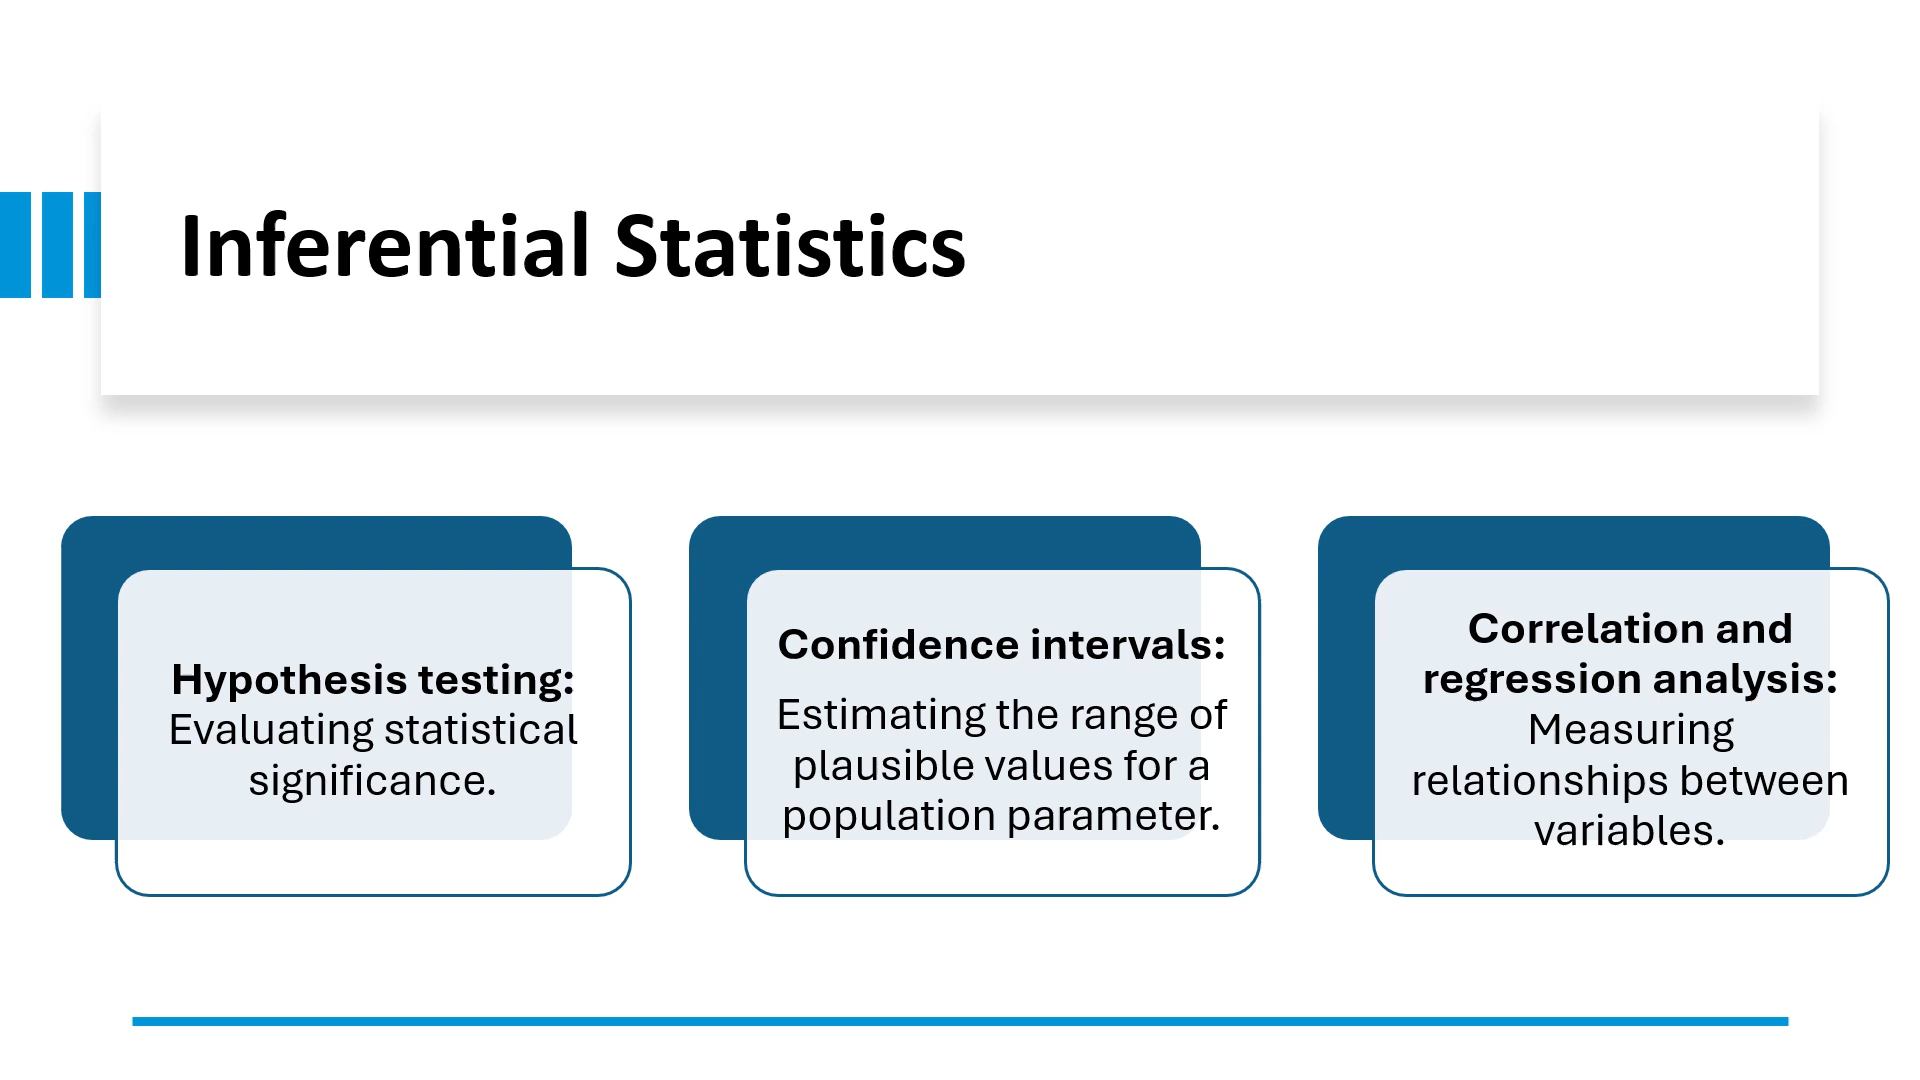 Inferential Statistics
Hypothesis testing:
Evaluating statistical
significance.
Confidence intervals:
Estimating the range of
plausible values for a
population parameter.
Correlation and
regression analysis:
Measuring
relationships between
variables.